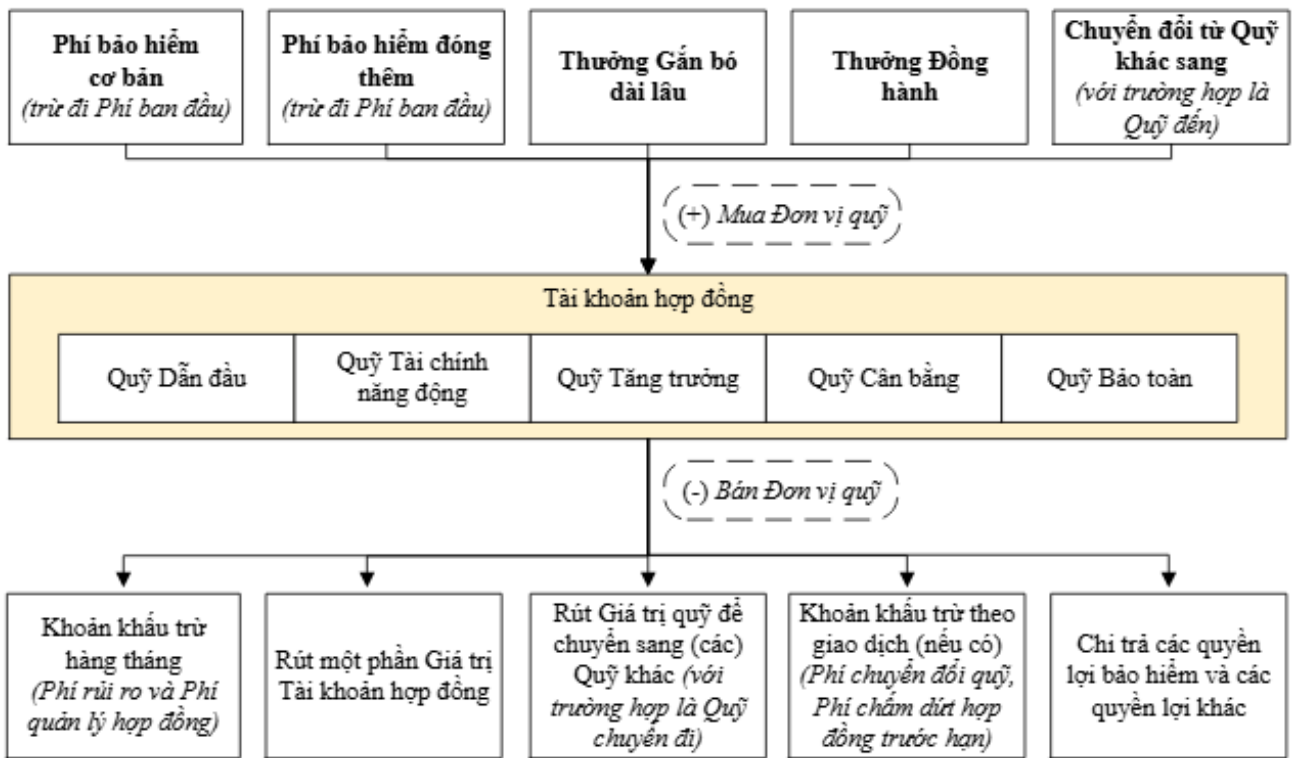 Phí bảo hiểm
cơ bản
(trừ đi Phí ban đầu)
Phí bảo hiểm đóng
thêm
(trừ đi Phí ban đầu)
Thưởng Gắn bó
dài lâu
Thưởng Đồng
hành
Chuyển đổi từ Quỹ
khác sang
(với trường hợp là
Quỹ đến)
(+) Mua Đơn vị quỹ
Tài khoản hợp đồng
Quỹ Dẫn đầu
Quỹ Tài chính
năng động
Quỹ Tăng trưởng
Quỹ Cân bằng
Quỹ Bảo toàn
(-) Bán Đơn vị quỹ
Khoản khấu trừ
hàng tháng
(Phí rủi ro và Phí
quản lý hợp đồng)
Rút một phần Giá trị
Tài khoản hợp đồng
Rút Giá trị quỹ để
chuyển sang (các)
Quỹ khác (với
trường hợp là Quỹ
chuyển đi)
Khoản khấu trừ theo
giao dịch (nếu có)
(Phí chuyển đổi quỹ,
Phí chấm dứt hợp
đồng trước hạn)
Chi trả các quyền
lợi bảo hiểm và các
quyền lợi khác